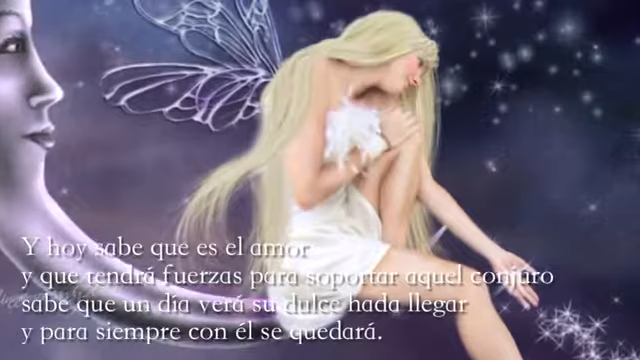 Y hoy sabe que es el amor
y que tendrá fuerzas para soportar aquel conjuro
sabe que un día verá su dulce hada llegar
y para siempre con él se quedará.